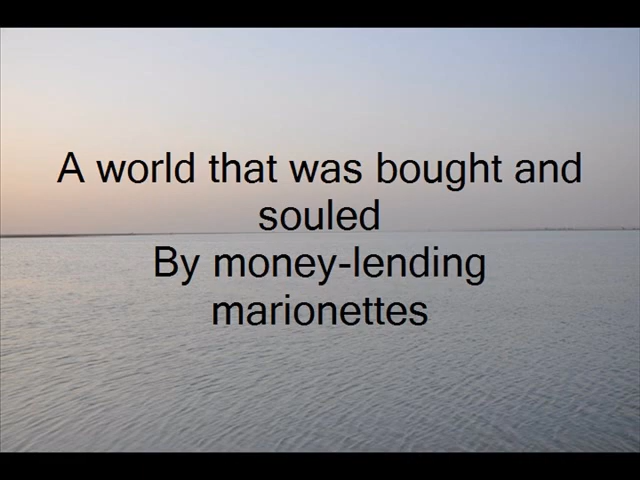 A world that was bought and
souled
By money-lending
marionettes